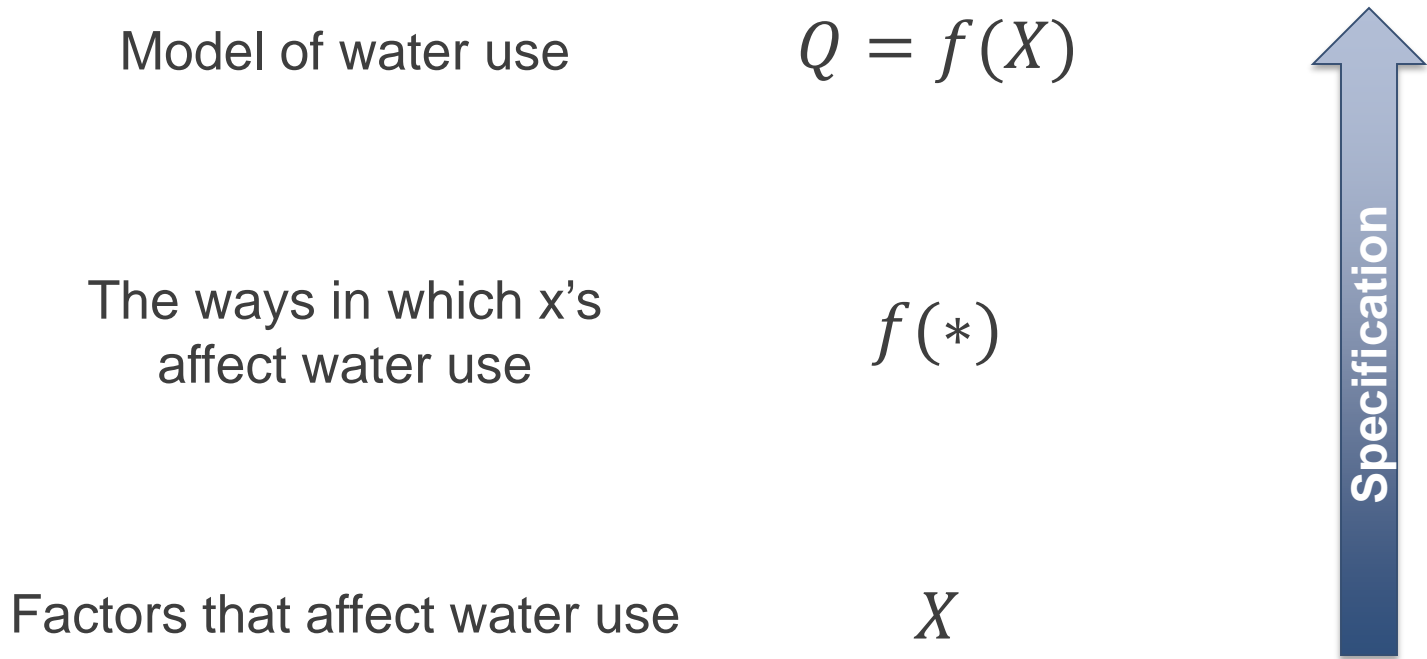 Model of water use
Q = f(X)
The ways in which x's
affect water use
f(∗)
Factors that affect water use
X
Specification